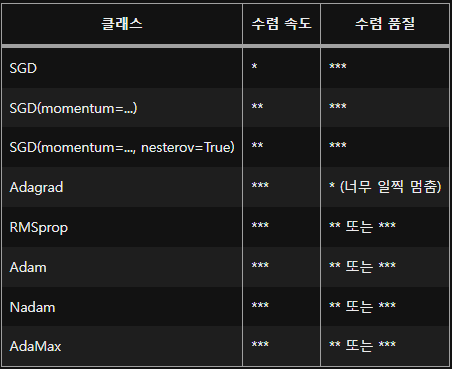 클래스 수렴 속도 수렴 품질
SGD * ***
SGD(momentum=...) ** ***
SGD(momentum=..., nesterov=True) ** ***
Adagrad *** * (너무 일찍 멈춤)
RMSprop *** ** 또는 ***
Adam *** ** 또는 ***
Nadam *** ** 또는 ***
AdaMax *** ** 또는 ***